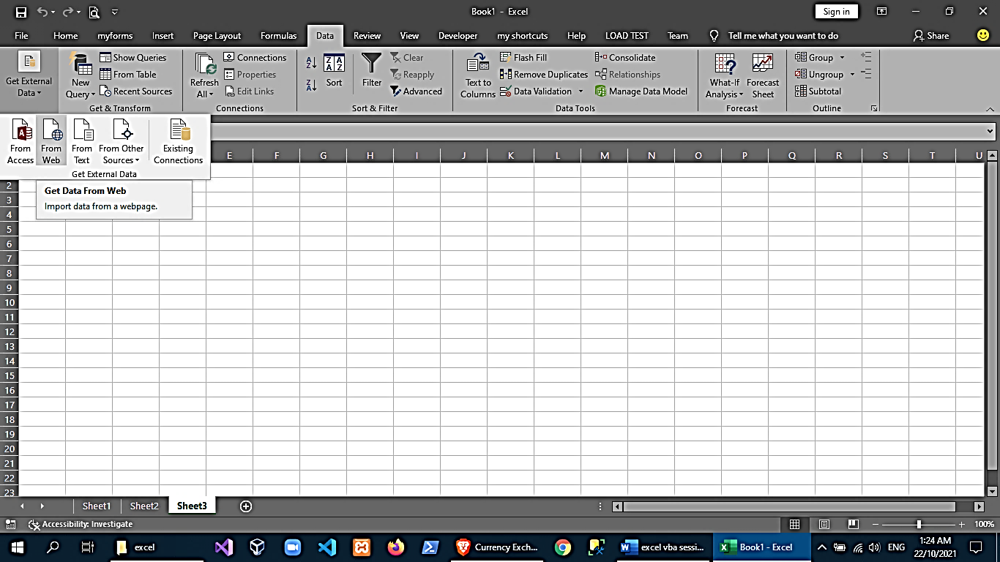 Book1 - Excel
Sign in
File Home myforms Insert Page Layout Formulas Data Review View Developer my shortcuts Help LOAD TEST Team Tell me what you want to do Share
Get External Data
New Query
Show Queries
From Table
Recent Sources
Get & Transform
Refresh All
Connections
Properties
Edit Links
Connections
Sort
Filter
Clear
Reapply
Advanced
Sort & Filter
Text to Columns
Flash Fill
Remove Duplicates
Data Validation
Consolidate
Relationships
Manage Data Model
Data Tools
What-If Analysis
Forecast Sheet
Forecast
Group
Ungroup
Subtotal
Outline
From Access
From Web
From Text
From Other Sources
Existing Connections
Get External Data
Get Data From Web
Import data from a webpage.
E F G H I J K L M N O P Q R S T U
2
3
4
5
6
7
8
9
10
11
12
13
14
15
16
17
18
19
20
21
22
23
Sheet1 Sheet2 Sheet3
Accessibility: Investigate
100%
excel
Currency Exch...
excel vba sessi...
Book1 - Excel
ENG
1:24 AM
22/10/2021